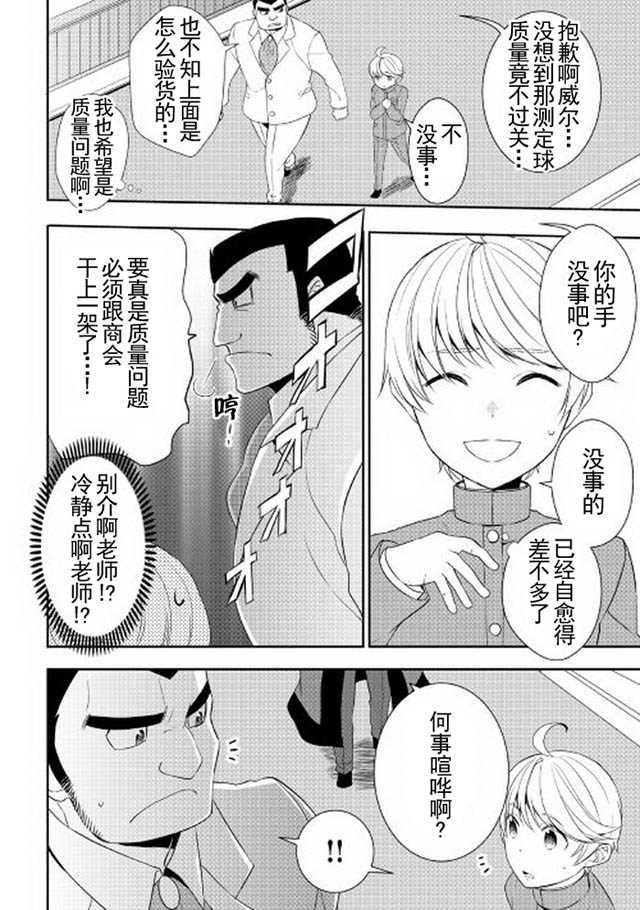 抱歉啊威尔…
没想到那测定球
质量竟不过关…
不
没事…
也不知上面是
怎么验货的…
我也希望是
质量问题啊…
你的手
没事吧?
没事的
已经自愈得
差不多了
要真是质量问题
必须跟商会
干上一架了…!
哼!
别介啊老师!?
冷静点啊老师!?
何事喧哗啊?
!!